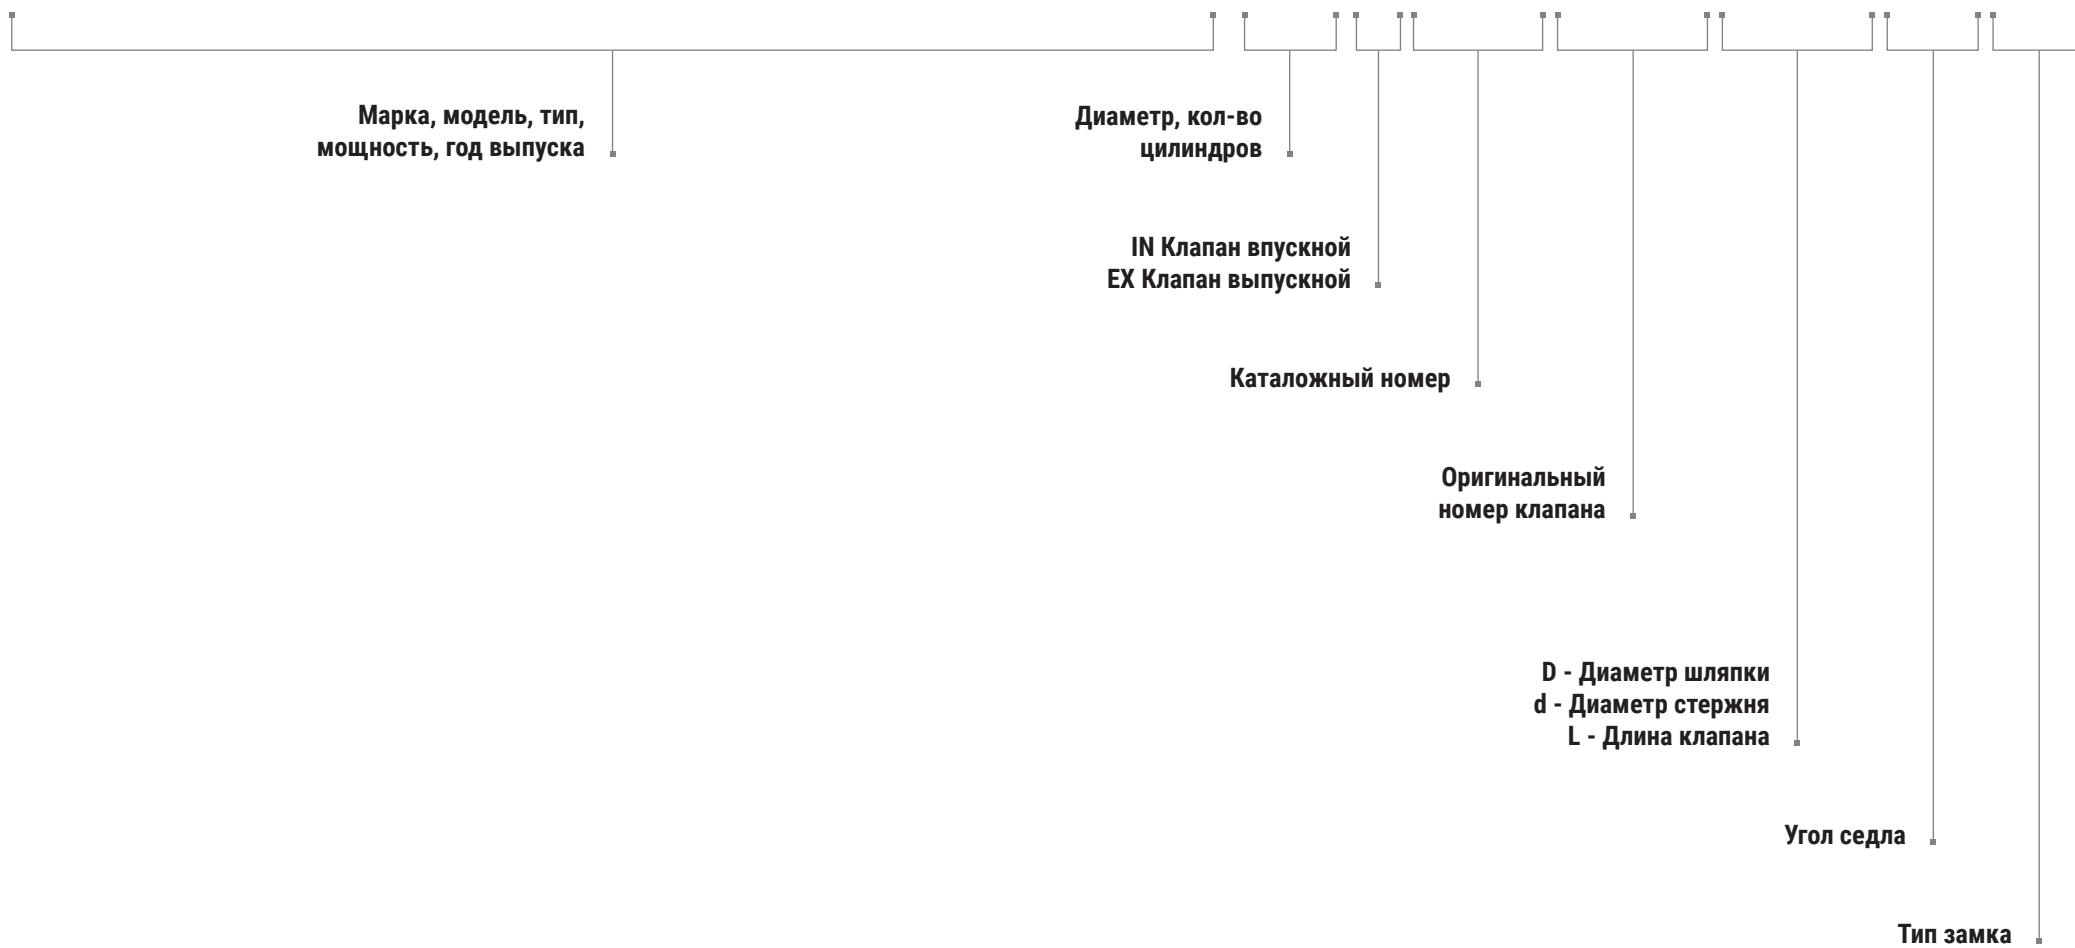 Марка, модель, тип,
мощность, год выпуска
Диаметр, кол-во
цилиндров
IN Клапан впускной
EX Клапан выпускной
Каталожный номер
Оригинальный
номер клапана
D - Диаметр шляпки
d - Диаметр стержня
L - Длина клапана
Угол седла
Тип замка